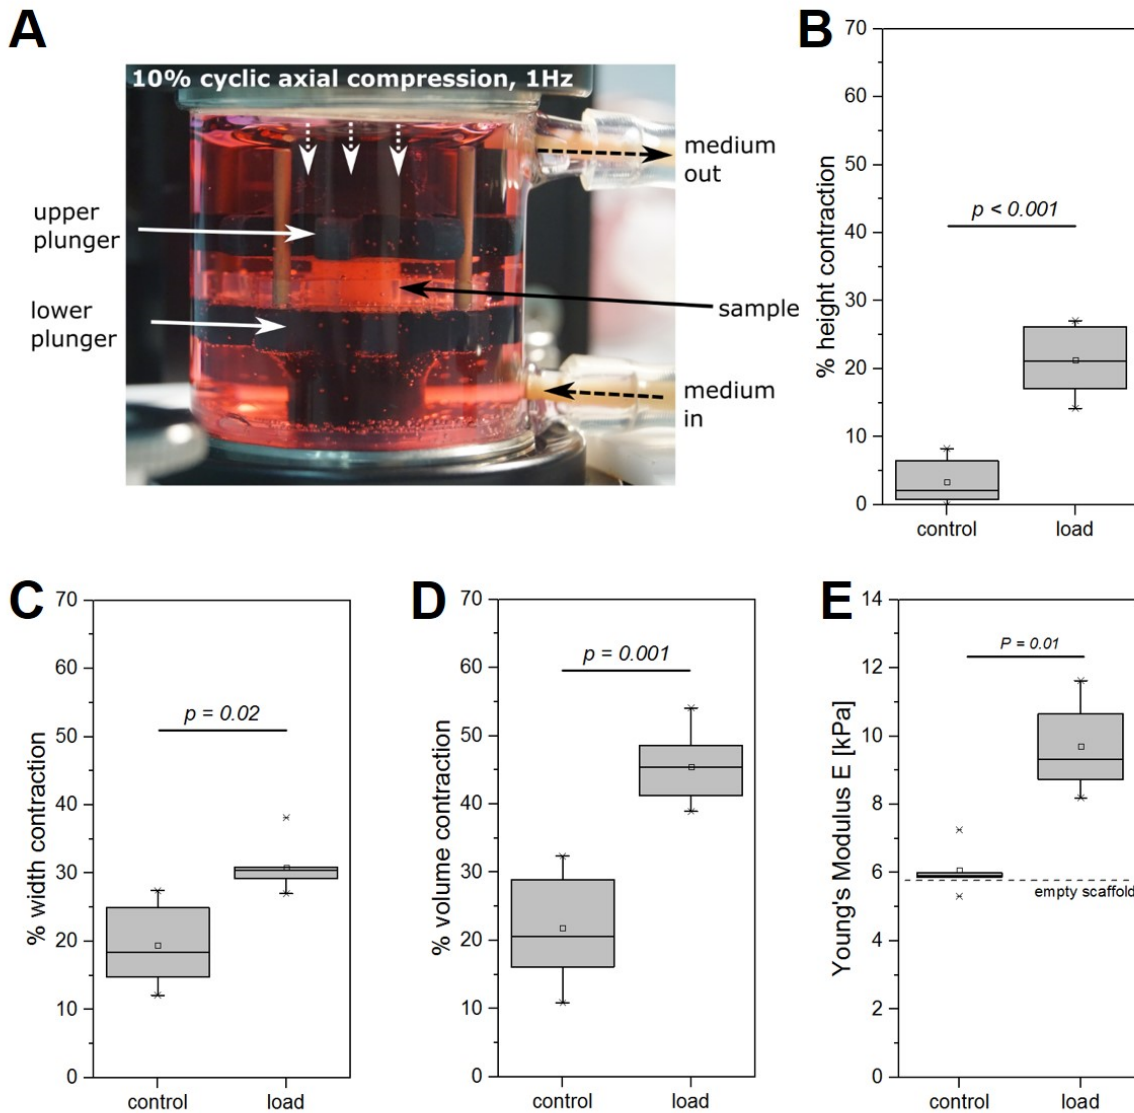 A
10% cyclic axial compression, 1Hz
medium
out
upper
plunger
sample
lower
plunger
medium
in
B
% height contraction
70
60
50
40
30
20
10
0
p < 0.001
control
load
C
% width contraction
70
60
50
40
30
20
10
0
p = 0.02
control
load
D
% volume contraction
70
60
50
40
30
20
10
0
p = 0.001
control
load
E
Young's Modulus E [kPa]
14
12
10
8
6
4
2
0
P = 0.01
empty scaffold
control
load